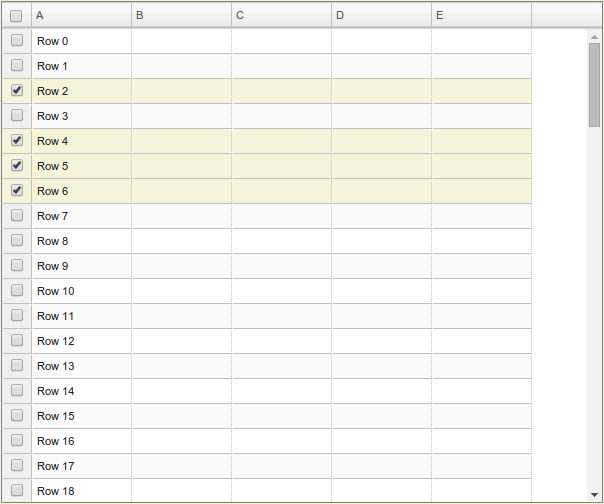 A B C D E
Row 0
Row 1
Row 2
Row 3
Row 4
Row 5
Row 6
Row 7
Row 8
Row 9
Row 10
Row 11
Row 12
Row 13
Row 14
Row 15
Row 16
Row 17
Row 18